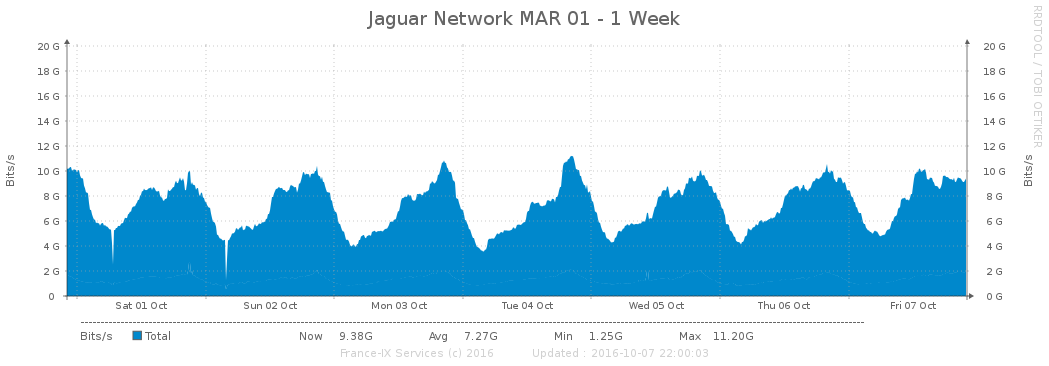 Jaguar Network MAR 01 - 1 Week
RRDTOOL / TOBI OETIKER
Bits/s
20 G 20 G
18 G 18 G
16 G 16 G
14 G 14 G
12 G 12 G
10 G 10 G
8 G 8 G
6 G 6 G
4 G 4 G
2 G 2 G
0 0 G
Bits/s
Sat 01 Oct Sun 02 Oct Mon 03 Oct Tue 04 Oct Wed 05 Oct Thu 06 Oct Fri 07 Oct
Bits/s Total Now 9.38G Avg 7.27G Min 1.25G Max 11.20G
France-IX Services (c) 2016 Updated : 2016-10-07 22:00:03